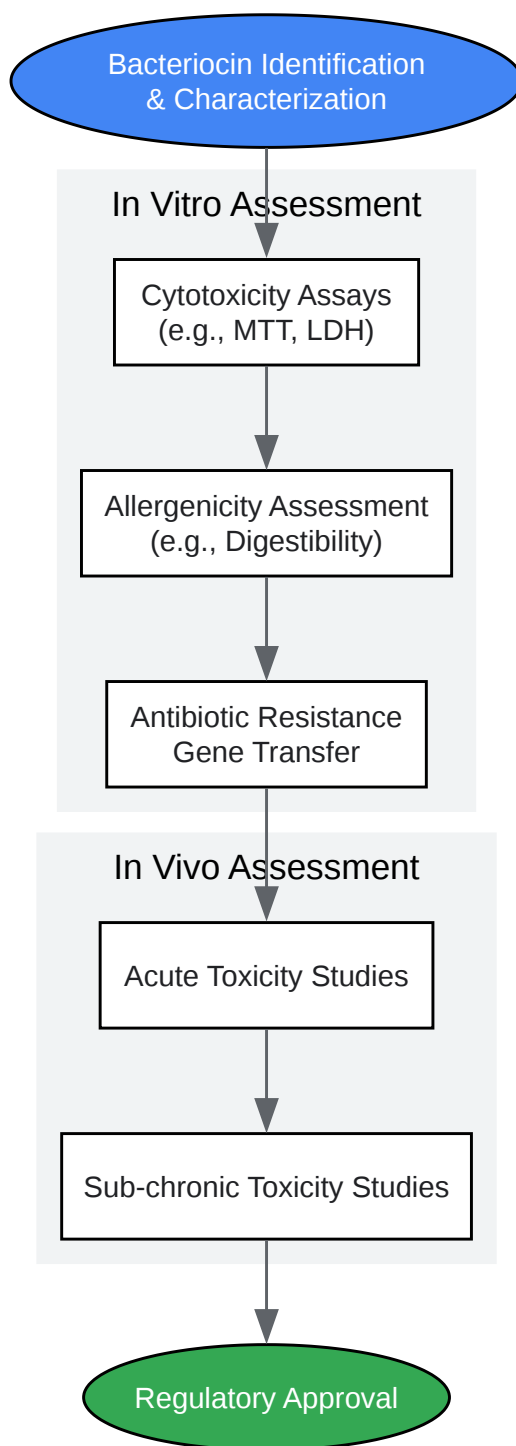 Bacteriocin Identification
& Characterization
In Vitro Assessment
Cytotoxicity Assays
(e.g., MTT, LDH)
Allergenicity Assessment
(e.g., Digestibility)
Antibiotic Resistance
Gene Transfer
In Vivo Assessment
Acute Toxicity Studies
Sub-chronic Toxicity Studies
Regulatory Approval